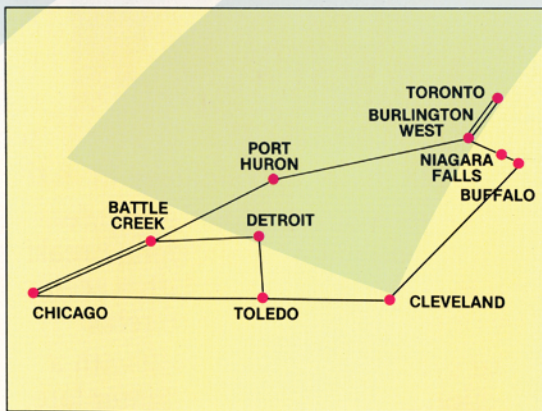 TORONTO
BURLINGTON
WEST
NIAGARA
FALLS
BUFFALO
PORT
HURON
BATTLE
CREEK
DETROIT
CHICAGO
TOLEDO
CLEVELAND